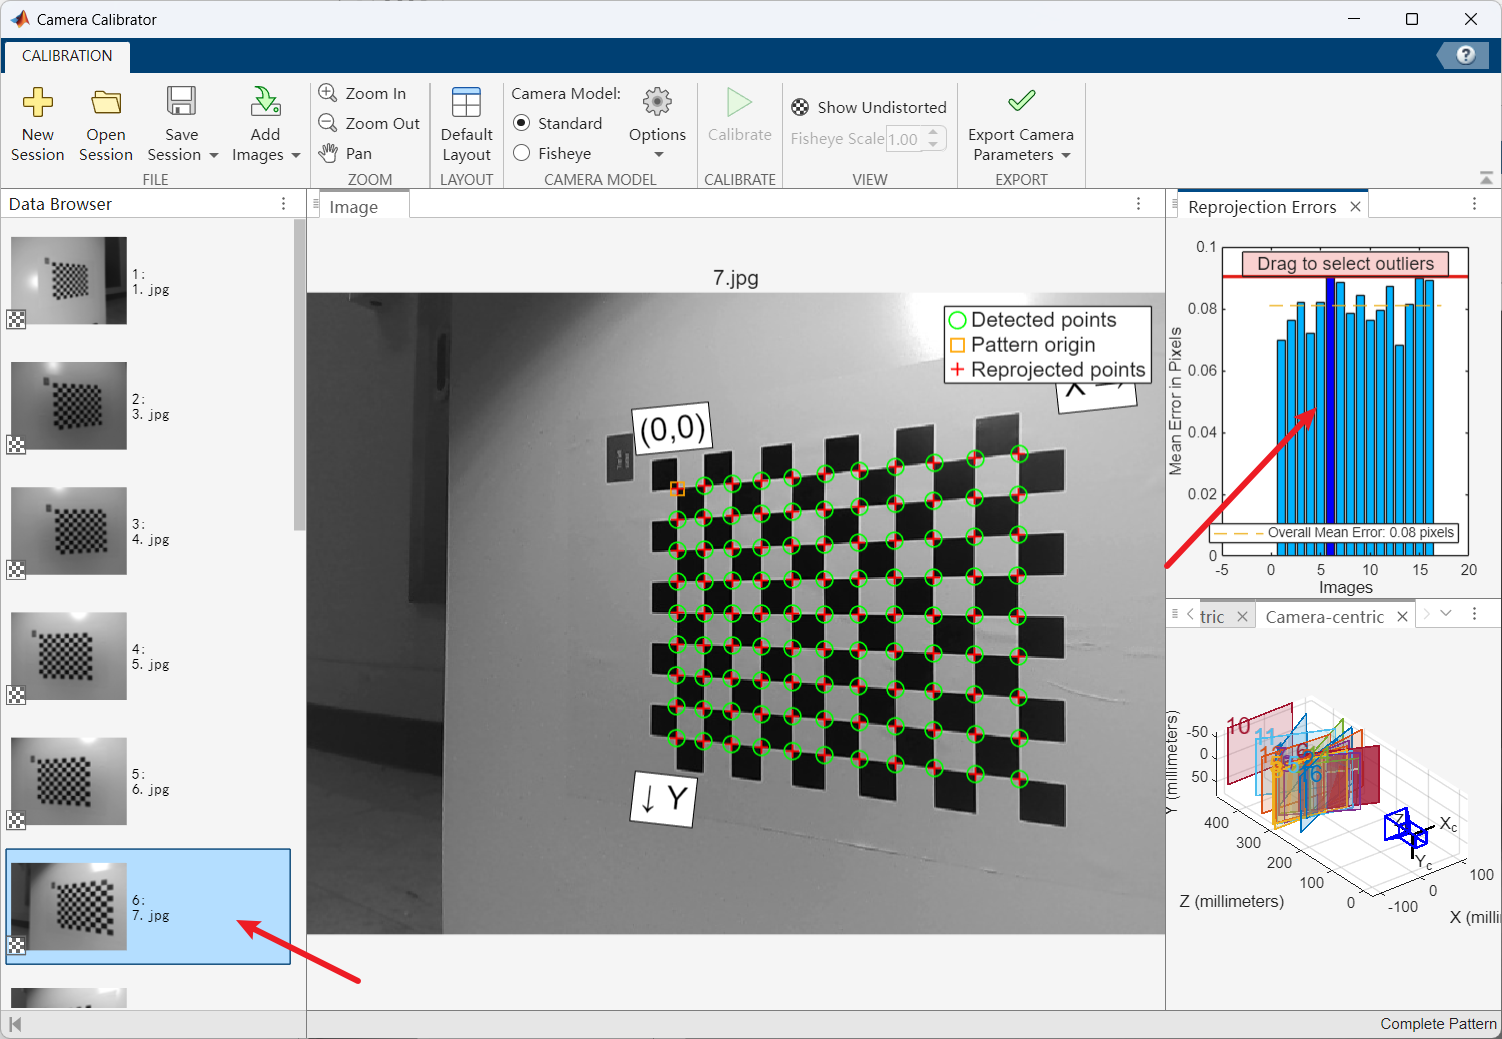 Camera Calibrator
CALIBRATION
?
New Session
Open Session
Save Session
Add Images
FILE
Zoom In
Zoom Out
Pan
ZOOM
Default Layout
LAYOUT
Camera Model:
Standard
Fisheye
Options
CAMERA MODEL
Calibrate
CALIBRATE
Show Undistorted
Fisheye Scale 1.00
VIEW
Export Camera Parameters
EXPORT
Data Browser
1:
1.jpg
2:
3.jpg
3:
4.jpg
4:
5.jpg
5:
6.jpg
6:
7.jpg
Image
7.jpg
Detected points
Pattern origin
Reprojected points
X →
(0,0)
↓ Y
Reprojection Errors
Drag to select outliers
Mean Error in Pixels
0.1
0.08
0.06
0.04
0.02
0
Overall Mean Error: 0.08 pixels
-5 0 5 10 15 20
Images
tric
Camera-centric
10
11
16
Y (millimeters)
-50
0
50
400
300
200
100
0
Z (millimeters)
-100
0
100
X (milli
Xc
Yc
Complete Pattern